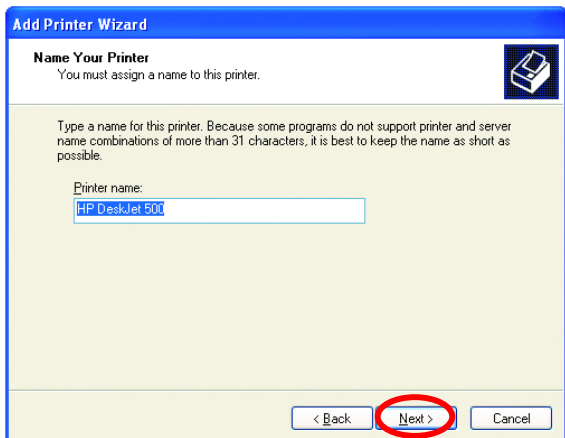 Add Printer Wizard
Name Your Printer
You must assign a name to this printer.
Type a name for this printer. Because some programs do not support printer and server
name combinations of more than 31 characters, it is best to keep the name as short as
possible.
Printer name:
HP DeskJet 500
< Back Next > Cancel